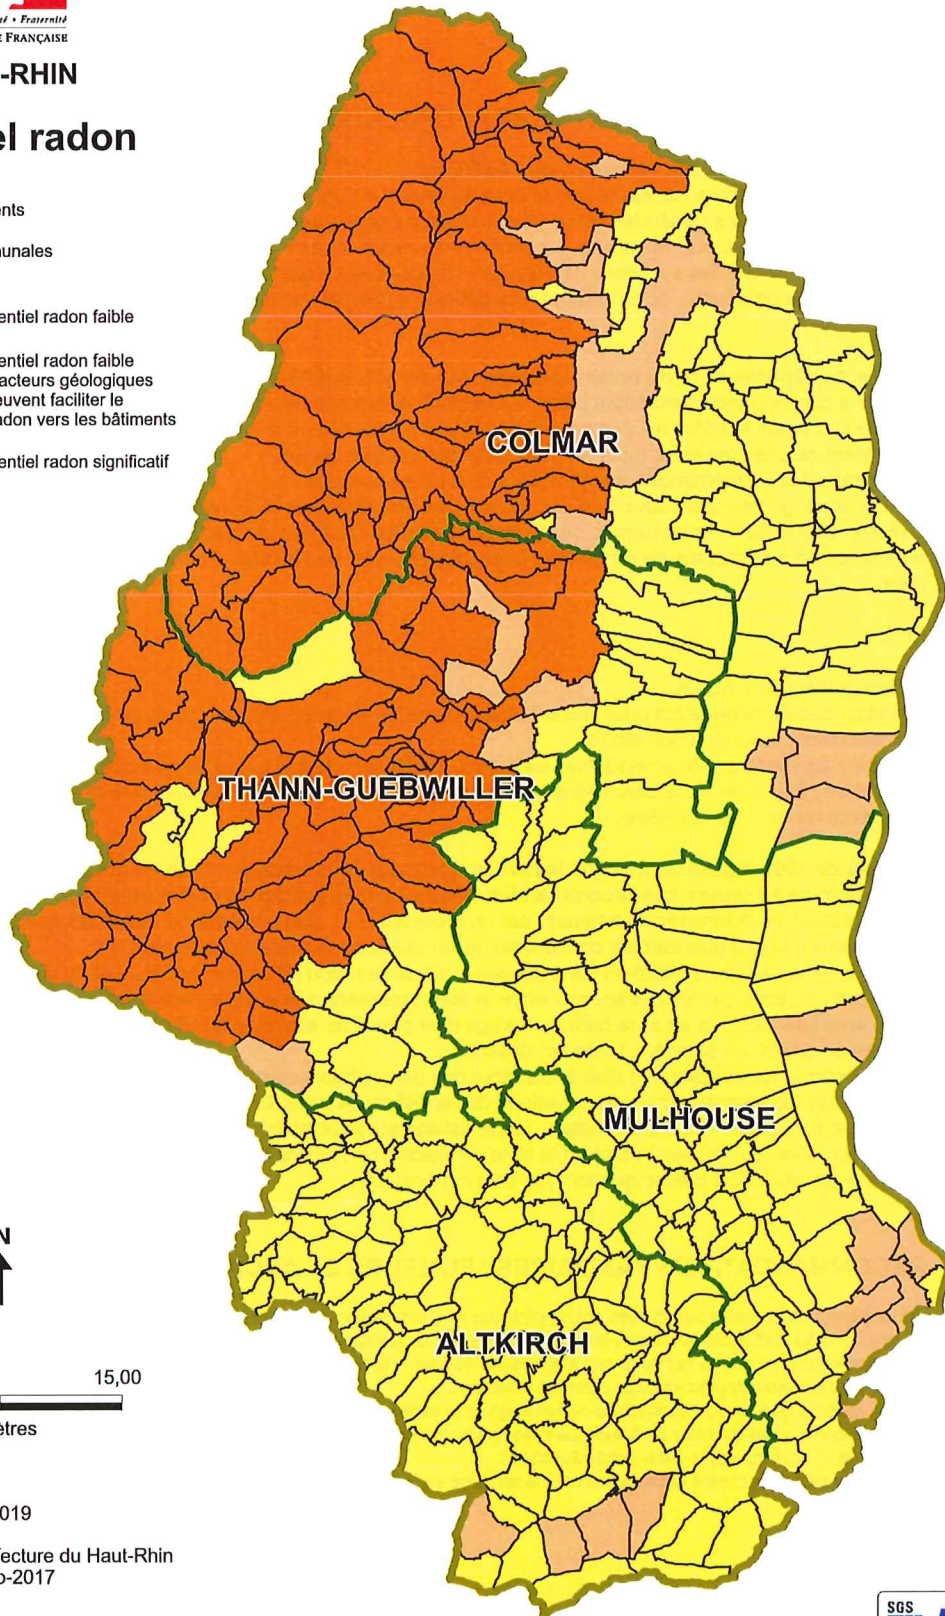 é • Fraternité
E FRANÇAISE
-RHIN
el radon
ents
unales
entiel radon faible
entiel radon faible
acteurs géologiques
euvent faciliter le
adon vers les bâtiments
entiel radon significatif
COLMAR
THANN-GUEBWILLER
MULHOUSE
ALTKIRCH
N
15,00
ètres
019
fecture du Haut-Rhin
o-2017
SGS